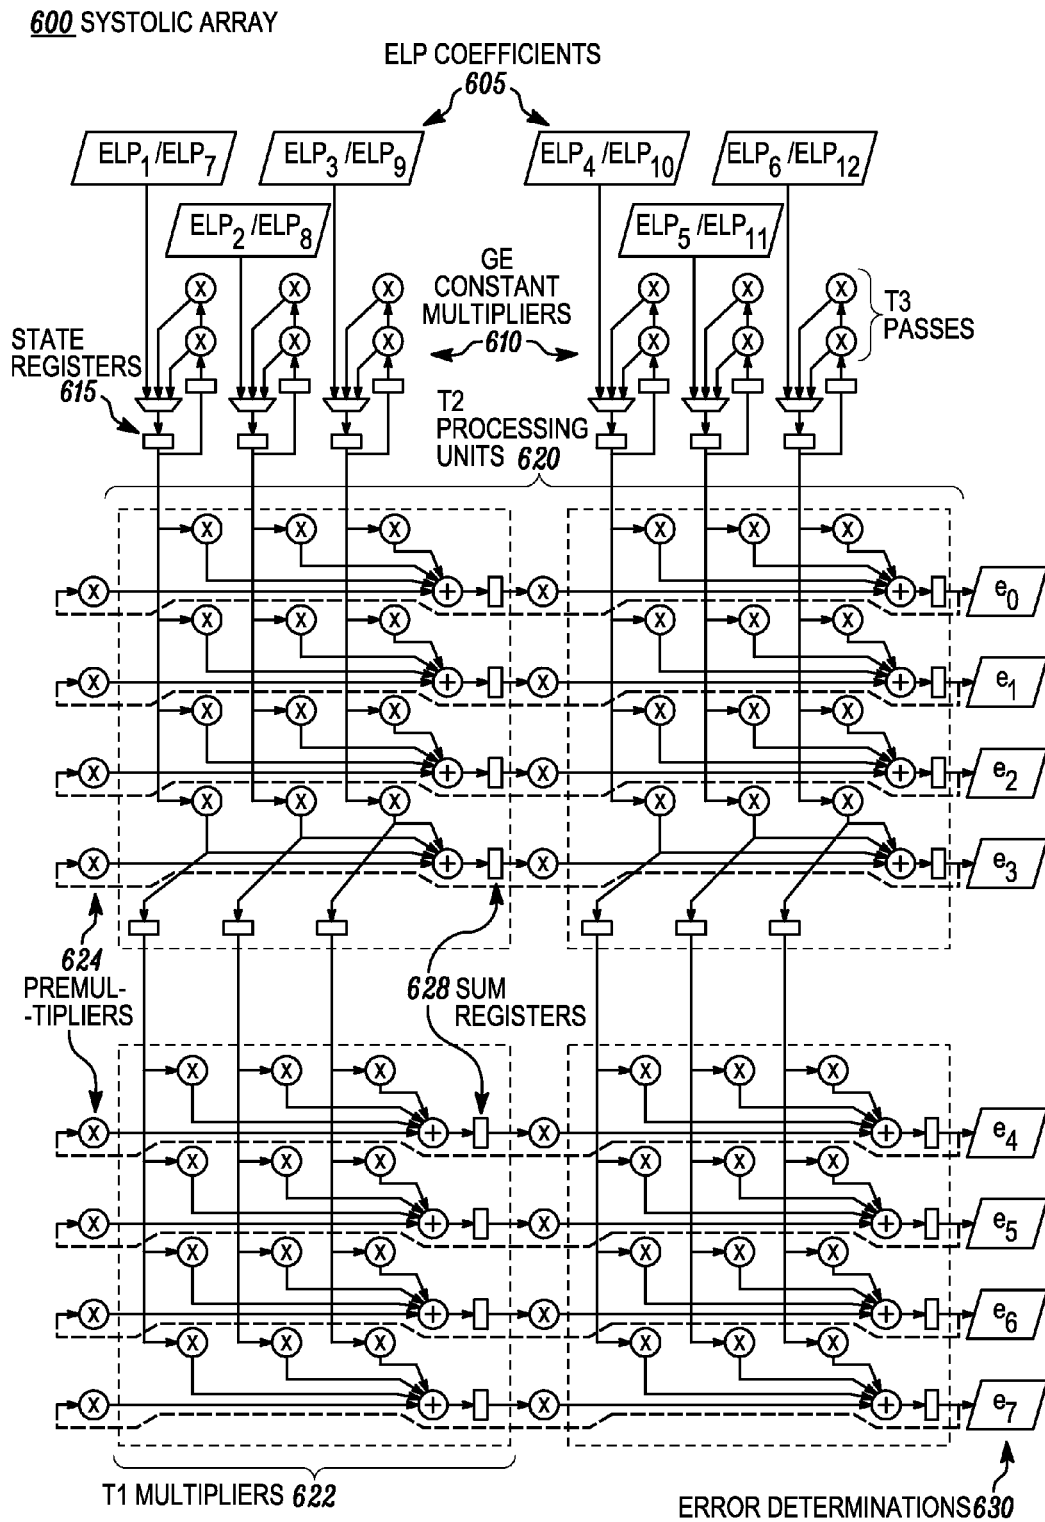 600 SYSTOLIC ARRAY
ELP COEFFICIENTS
605
ELP1/ELP7
ELP3/ELP9
ELP4/ELP10
ELP6/ELP12
ELP2/ELP8
ELP5/ELP11
GE
CONSTANT
MULTIPLIERS
610
T3
PASSES
STATE
REGISTERS
615
T2
PROCESSING
UNITS 620
X X X X X X
X X X X X X
X X X X X X
X + X + e0
X X X X X X
X + X + e1
X X X X X X
X + X + e2
X X X X X X
X + X + e3
624
PREMUL-
-TIPLIERS
628 SUM
REGISTERS
X X X X X X
X + X + e4
X X X X X X
X + X + e5
X X X X X X
X + X + e6
X X X X X X
X + X + e7
T1 MULTIPLIERS 622
ERROR DETERMINATIONS 630